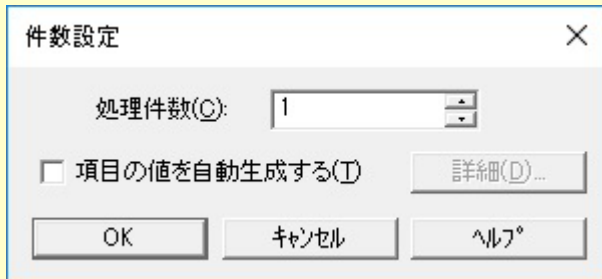 件数設定
処理件数(C): 1
項目の値を自動生成する(T) 詳細(D)...
OK ｷｬﾝｾﾙ ﾍﾙﾌﾟ